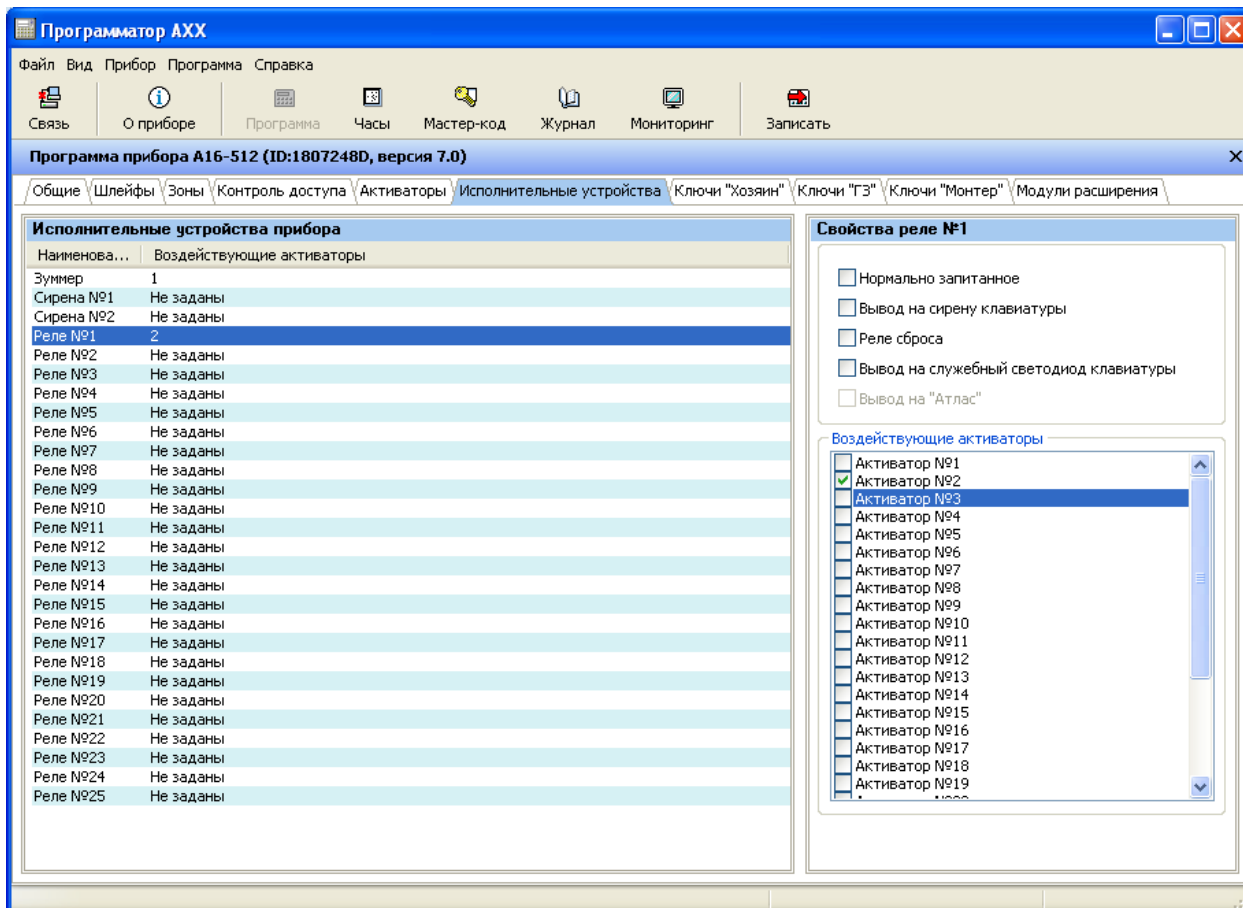 Программатор AXX
Файл Вид Прибор Программа Справка
Связь О приборе Программа Часы Мастер-код Журнал Мониторинг Записать
Программа прибора А16-512 (ID:1807248D, версия 7.0)
Общие Шлейфы Зоны Контроль доступа Активаторы Исполнительные устройства Ключи "Хозяин" Ключи "ГЗ" Ключи "Монтер" Модули расширения
Исполнительные устройства прибора
Наименова... Воздействующие активаторы
Зуммер 1
Сирена №1 Не заданы
Сирена №2 Не заданы
Реле №1 2
Реле №2 Не заданы
Реле №3 Не заданы
Реле №4 Не заданы
Реле №5 Не заданы
Реле №6 Не заданы
Реле №7 Не заданы
Реле №8 Не заданы
Реле №9 Не заданы
Реле №10 Не заданы
Реле №11 Не заданы
Реле №12 Не заданы
Реле №13 Не заданы
Реле №14 Не заданы
Реле №15 Не заданы
Реле №16 Не заданы
Реле №17 Не заданы
Реле №18 Не заданы
Реле №19 Не заданы
Реле №20 Не заданы
Реле №21 Не заданы
Реле №22 Не заданы
Реле №23 Не заданы
Реле №24 Не заданы
Реле №25 Не заданы
Свойства реле №1
Нормально запитанное
Вывод на сирену клавиатуры
Реле сброса
Вывод на служебный светодиод клавиатуры
Вывод на "Атлас"
Воздействующие активаторы
Активатор №1
Активатор №2
Активатор №3
Активатор №4
Активатор №5
Активатор №6
Активатор №7
Активатор №8
Активатор №9
Активатор №10
Активатор №11
Активатор №12
Активатор №13
Активатор №14
Активатор №15
Активатор №16
Активатор №17
Активатор №18
Активатор №19